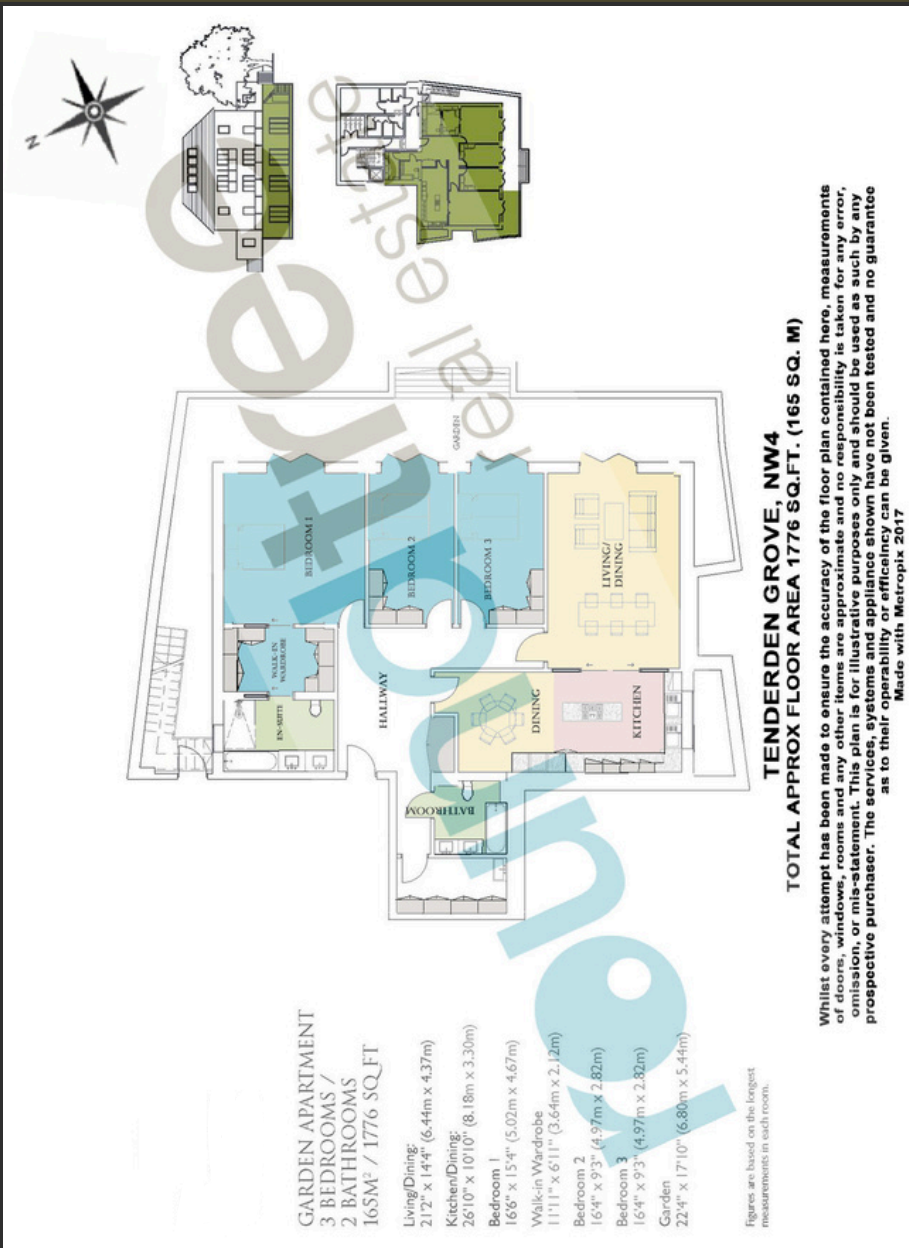 GARDEN APARTMENT
3 BEDROOMS /
2 BATHROOMS
165M² / 1776 SQ FT
Living/Dining:
21'2" x 14'4" (6.44m x 4.37m)
Kitchen/Dining:
26'10" x 10'10" (8.18m x 3.30m)
Bedroom 1
16'6" x 15'4" (5.02m x 4.67m)
Walk-in Wardrobe
11'11" x 6'11" (3.64m x 2.12m)
Bedroom 2
16'4" x 9'3" (4.97m x 2.82m)
Bedroom 3
16'4" x 9'3" (4.97m x 2.82m)
Garden
22'4" x 17'10" (6.80m x 5.44m)
Figures are based on the longest
measurements in each room.
N
BEDROOM 1
BEDROOM 2
BEDROOM 3
GARDEN
LIVING/
DINING
WALK-IN
WARDROBE
EN-SUITE
HALLWAY
DINING
KITCHEN
BATHROOM
roundtree
real estate
TENDERDEN GROVE, NW4
TOTAL APPROX FLOOR AREA 1776 SQ.FT. (165 SQ. M)
Whilst every attempt has been made to ensure the accuracy of the floor plan contained here, measurements
of doors, windows, rooms and any other items are approximate and no responsibility is taken for any error,
omission, or mis-statement. This plan is for illustrative purposes only and should be used as such by any
prospective purchaser. The services, systems and appliance shown have not been tested and no guarantee
as to their operability or efficeincy can be given.
Made with Metropix 2017